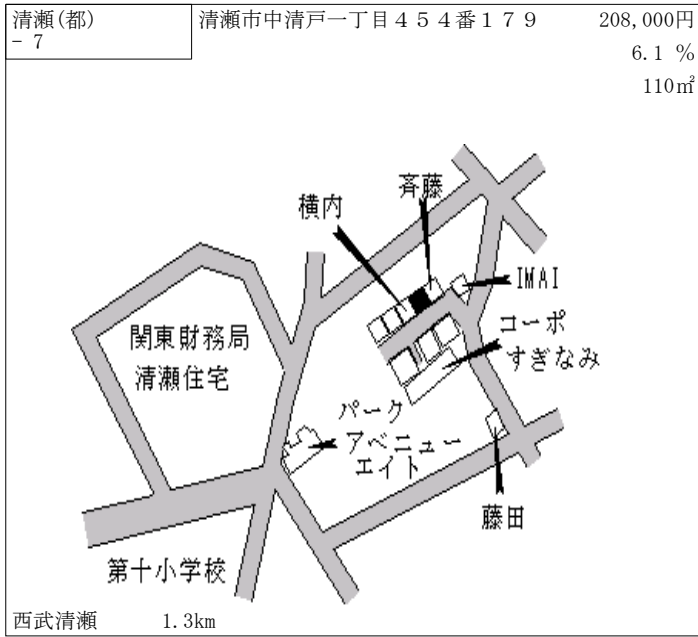 清瀬(都)
- 7
清瀬市中清戸一丁目４５４番１７９
208,000円
6.1 %
110㎡
斉藤
横内
IMAI
コーポ
すぎなみ
関東財務局
清瀬住宅
パーク
アベニュー
エイト
藤田
第十小学校
西武清瀬 1.3km